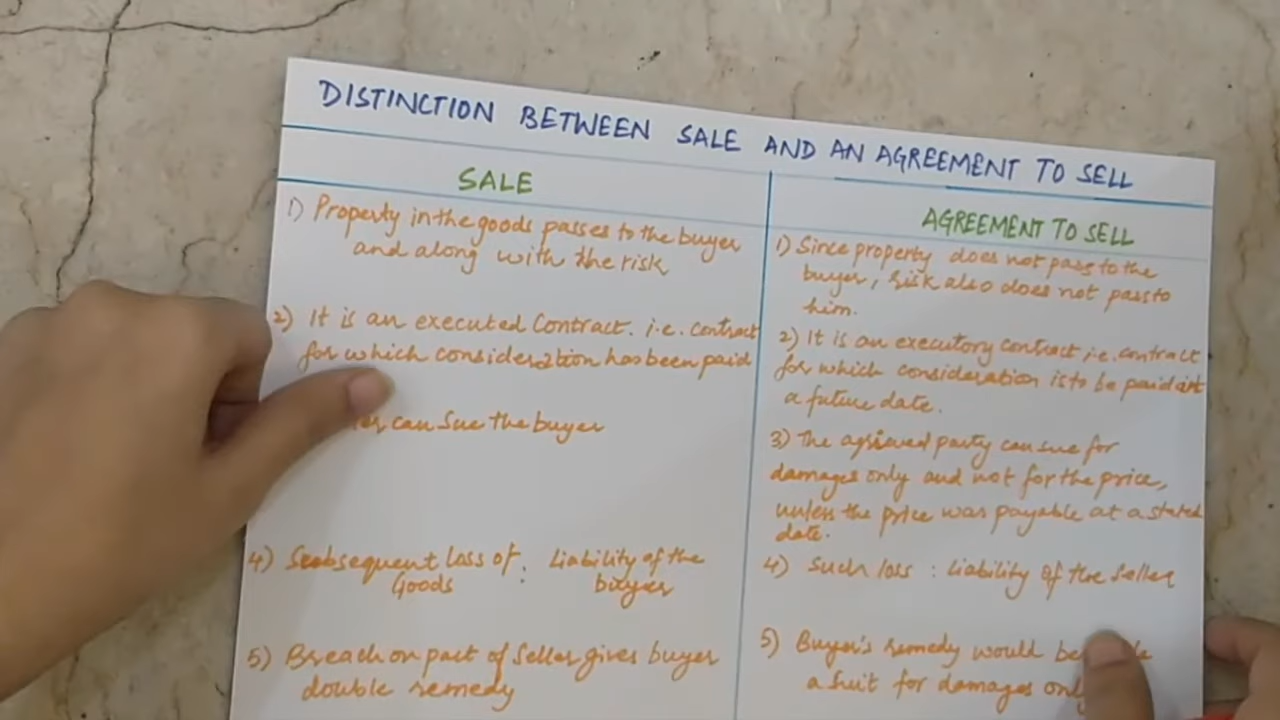 DISTINCTION BETWEEN SALE AND AN AGREEMENT TO SELL
SALE
1) Property in the goods passes to the buyer
and along with the risk
2) It is an executed Contract. i.e. contract
for which consideration has been paid
can sue the buyer
4) Subsequent loss of : liability of the
Goods buyer
5) Breach on part of seller gives buyer
double remedy
AGREEMENT TO SELL
1) Since property does not pass to the
buyer, risk also does not pass to
him.
2) It is an executory contract, i.e. contract
for which consideration is to be paid at
a future date.
3) The agrieved party can sue for
damages only and not for the price,
unless the price was payable at a stated
date.
4) Such loss : liability of the seller
5) Buyer's remedy would be
a suit for damages only